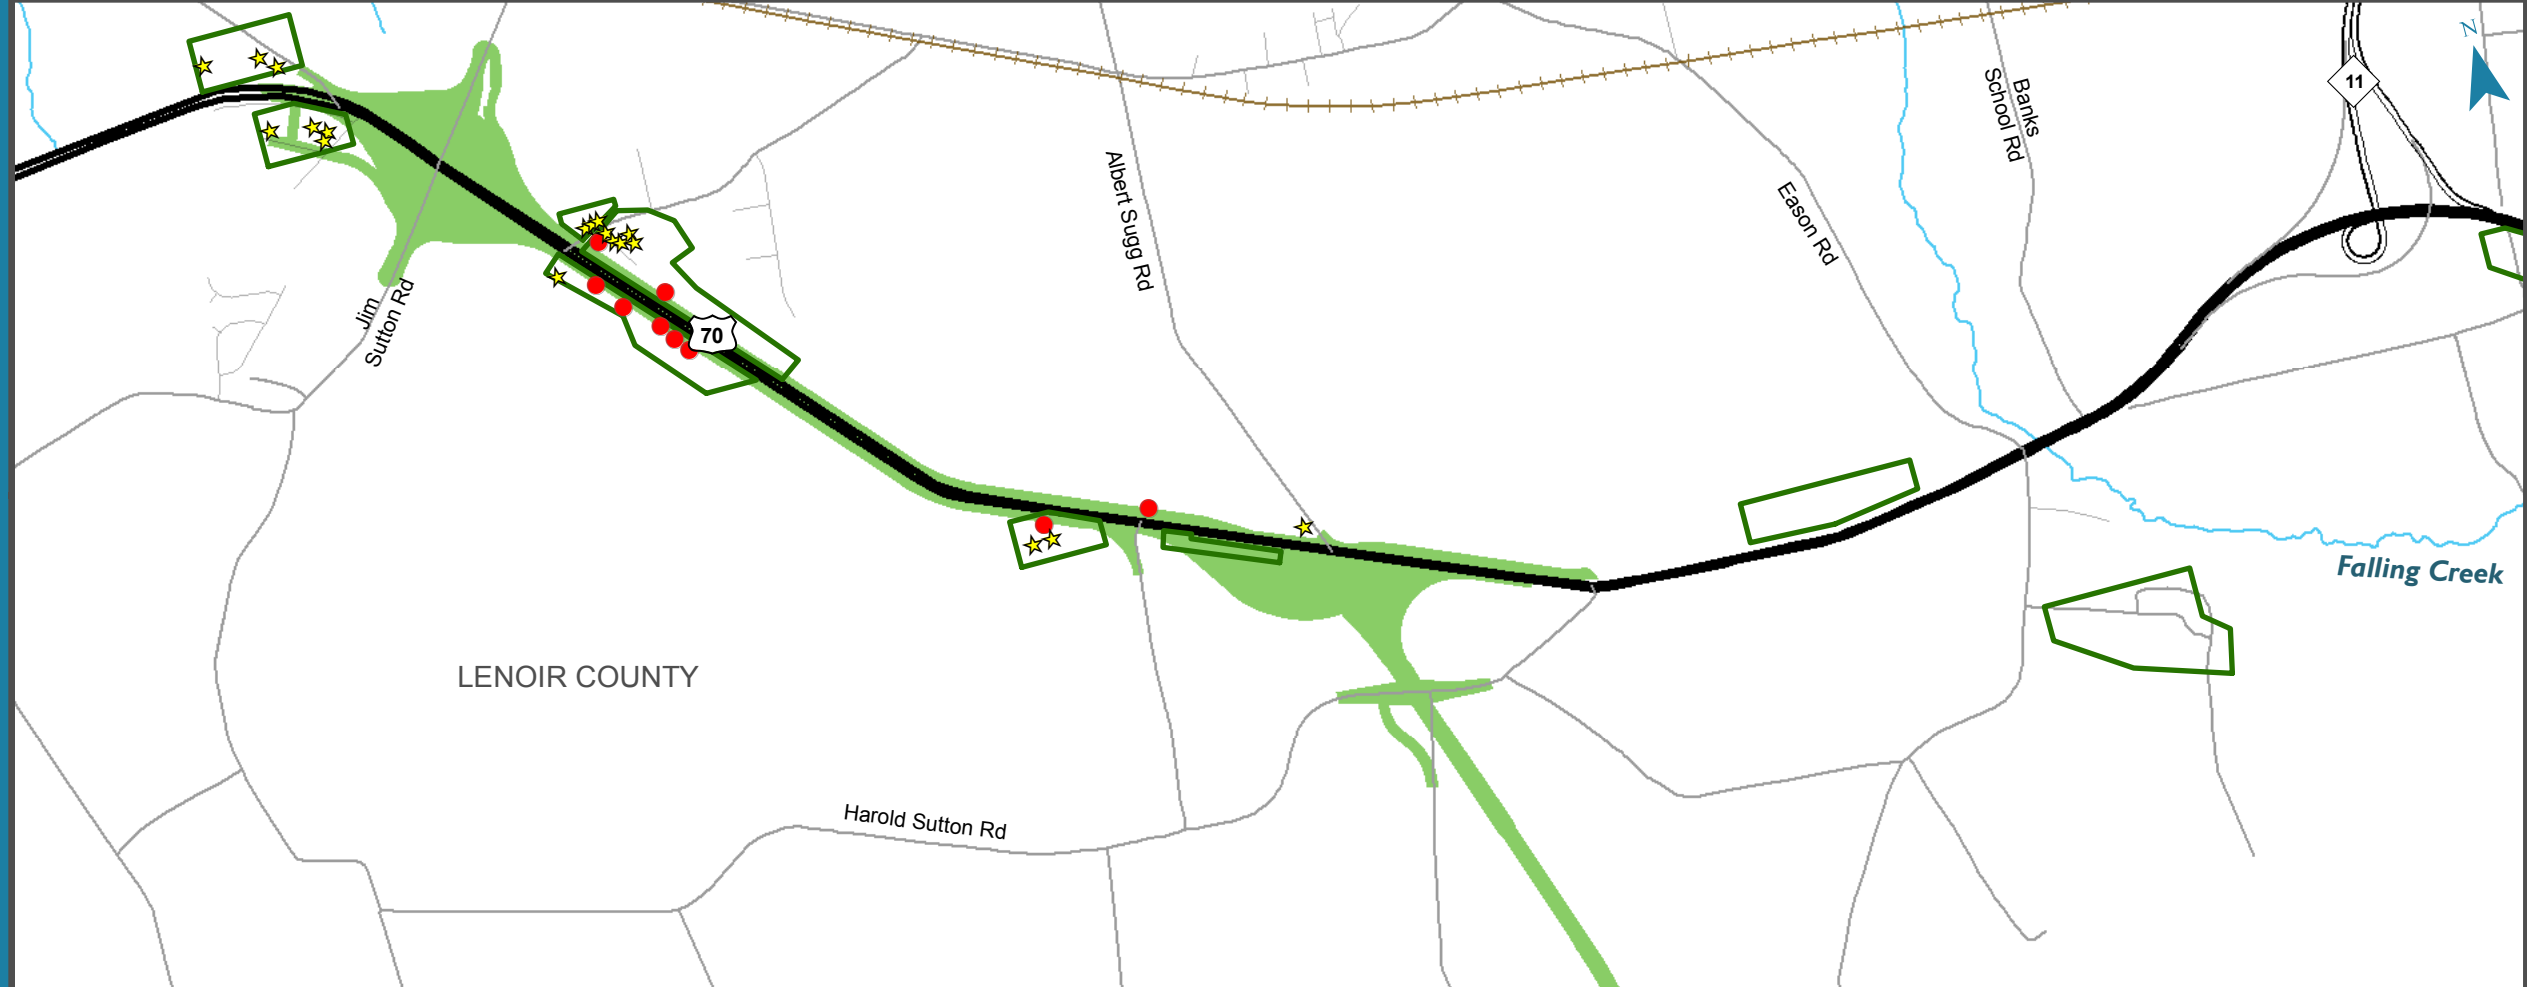 N
11
Banks
School Rd
Albert Sugg Rd
Eason Rd
Jim
Sutton Rd
70
Falling Creek
LENOIR COUNTY
Harold Sutton Rd